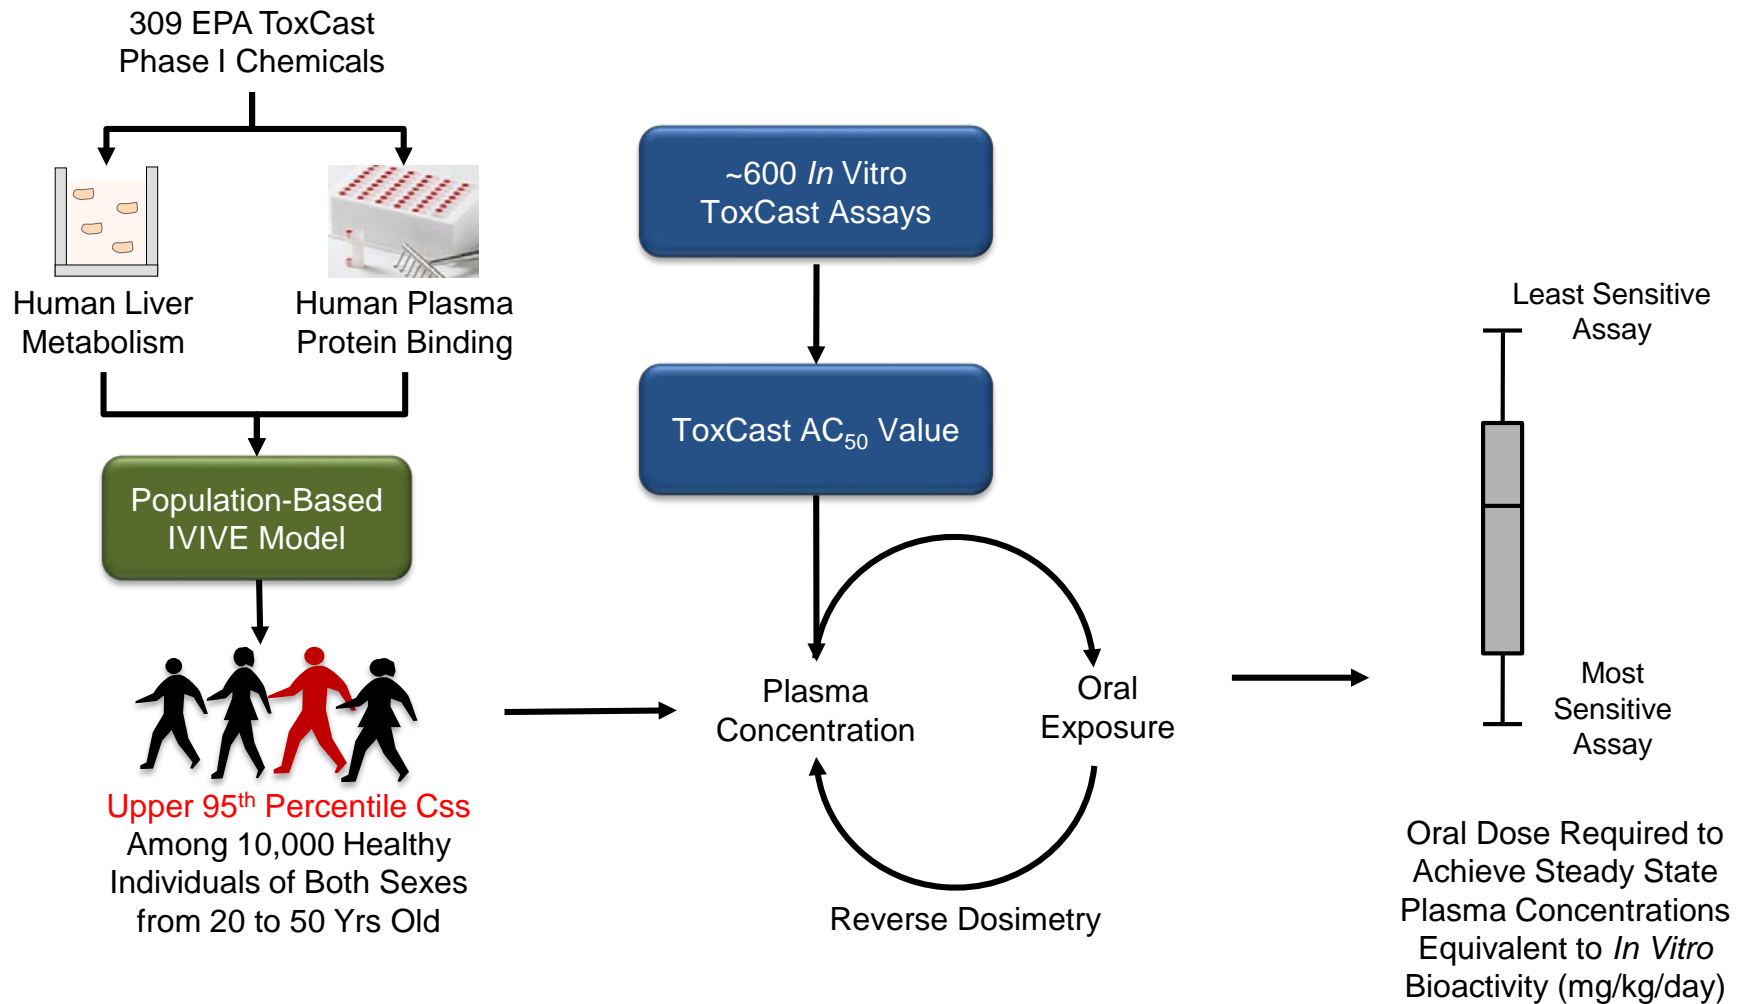 309 EPA ToxCast
Phase I Chemicals
Human Liver
Metabolism
Human Plasma
Protein Binding
Population-Based
IVIVE Model
Upper 95th Percentile Css
Among 10,000 Healthy
Individuals of Both Sexes
from 20 to 50 Yrs Old
~600 In Vitro
ToxCast Assays
ToxCast AC50 Value
Plasma
Concentration
Oral
Exposure
Reverse Dosimetry
Least Sensitive
Assay
Most
Sensitive
Assay
Oral Dose Required to
Achieve Steady State
Plasma Concentrations
Equivalent to In Vitro
Bioactivity (mg/kg/day)